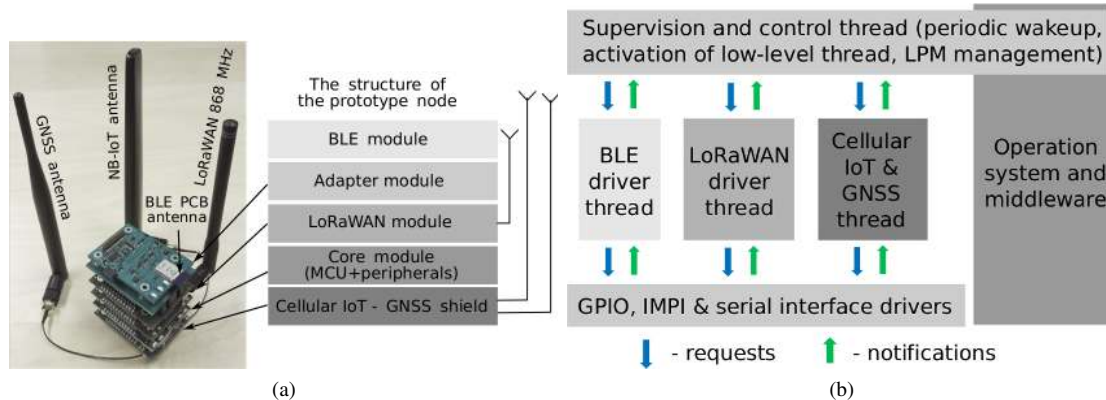 GNSS antenna
NB-IoT antenna
LoRaWAN 868 MHz
BLE PCB
antenna
The structure of
the prototype node
BLE module
Adapter module
LoRaWAN module
Core module
(MCU+peripherals)
Cellular IoT - GNSS shield
(a)
Supervision and control thread (periodic wakeup,
activation of low-level thread, LPM management)
BLE
driver
thread
LoRaWAN
driver
thread
Cellular
IoT &
GNSS
thread
Operation
system and
middleware
GPIO, IMPI & serial interface drivers
- requests
- notifications
(b)